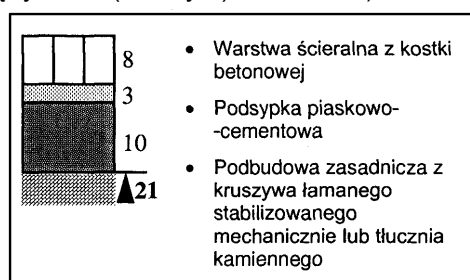 8
3
10
21
• Warstwa ścieralna z kostki
betonowej
• Podsypka piaskowo-
-cementowa
• Podbudowa zasadnicza z
kruszywa łamanego
stabilizowanego
mechanicznie lub tłucznia
kamiennego